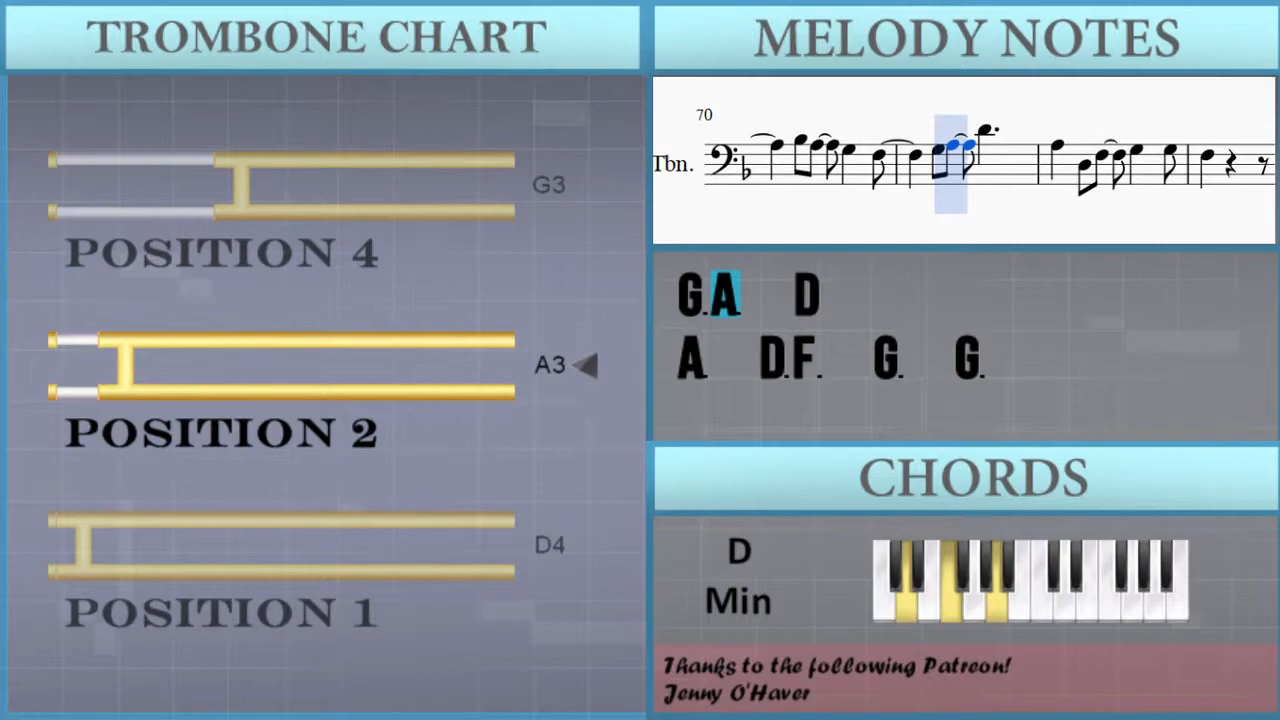 TROMBONE CHART
G3
POSITION 4
A3
POSITION 2
D4
POSITION 1
MELODY NOTES
70
Tbn.
G.A. D
A. D.F. G. G.
CHORDS
D
Min
Thanks to the following Patreon!
Jenny O'Haver